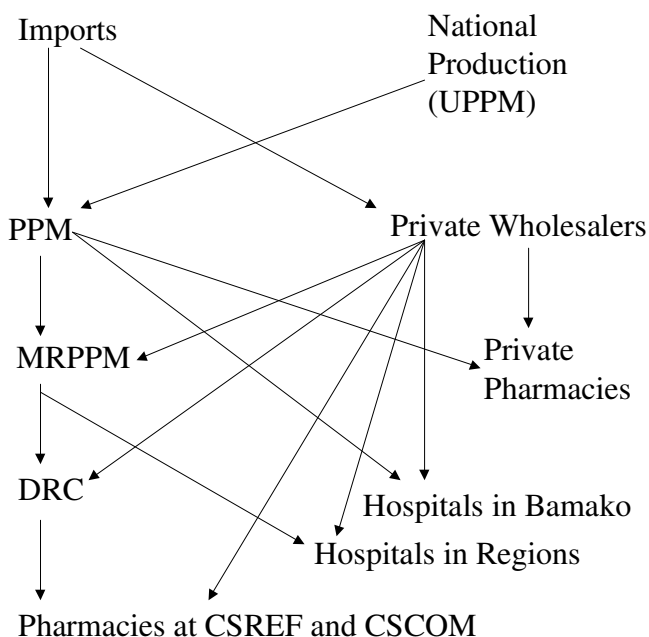 Imports
National
Production
(UPPM)
PPM
Private Wholesalers
MRPPM
Private
Pharmacies
DRC
Hospitals in Bamako
Hospitals in Regions
Pharmacies at CSREF and CSCOM